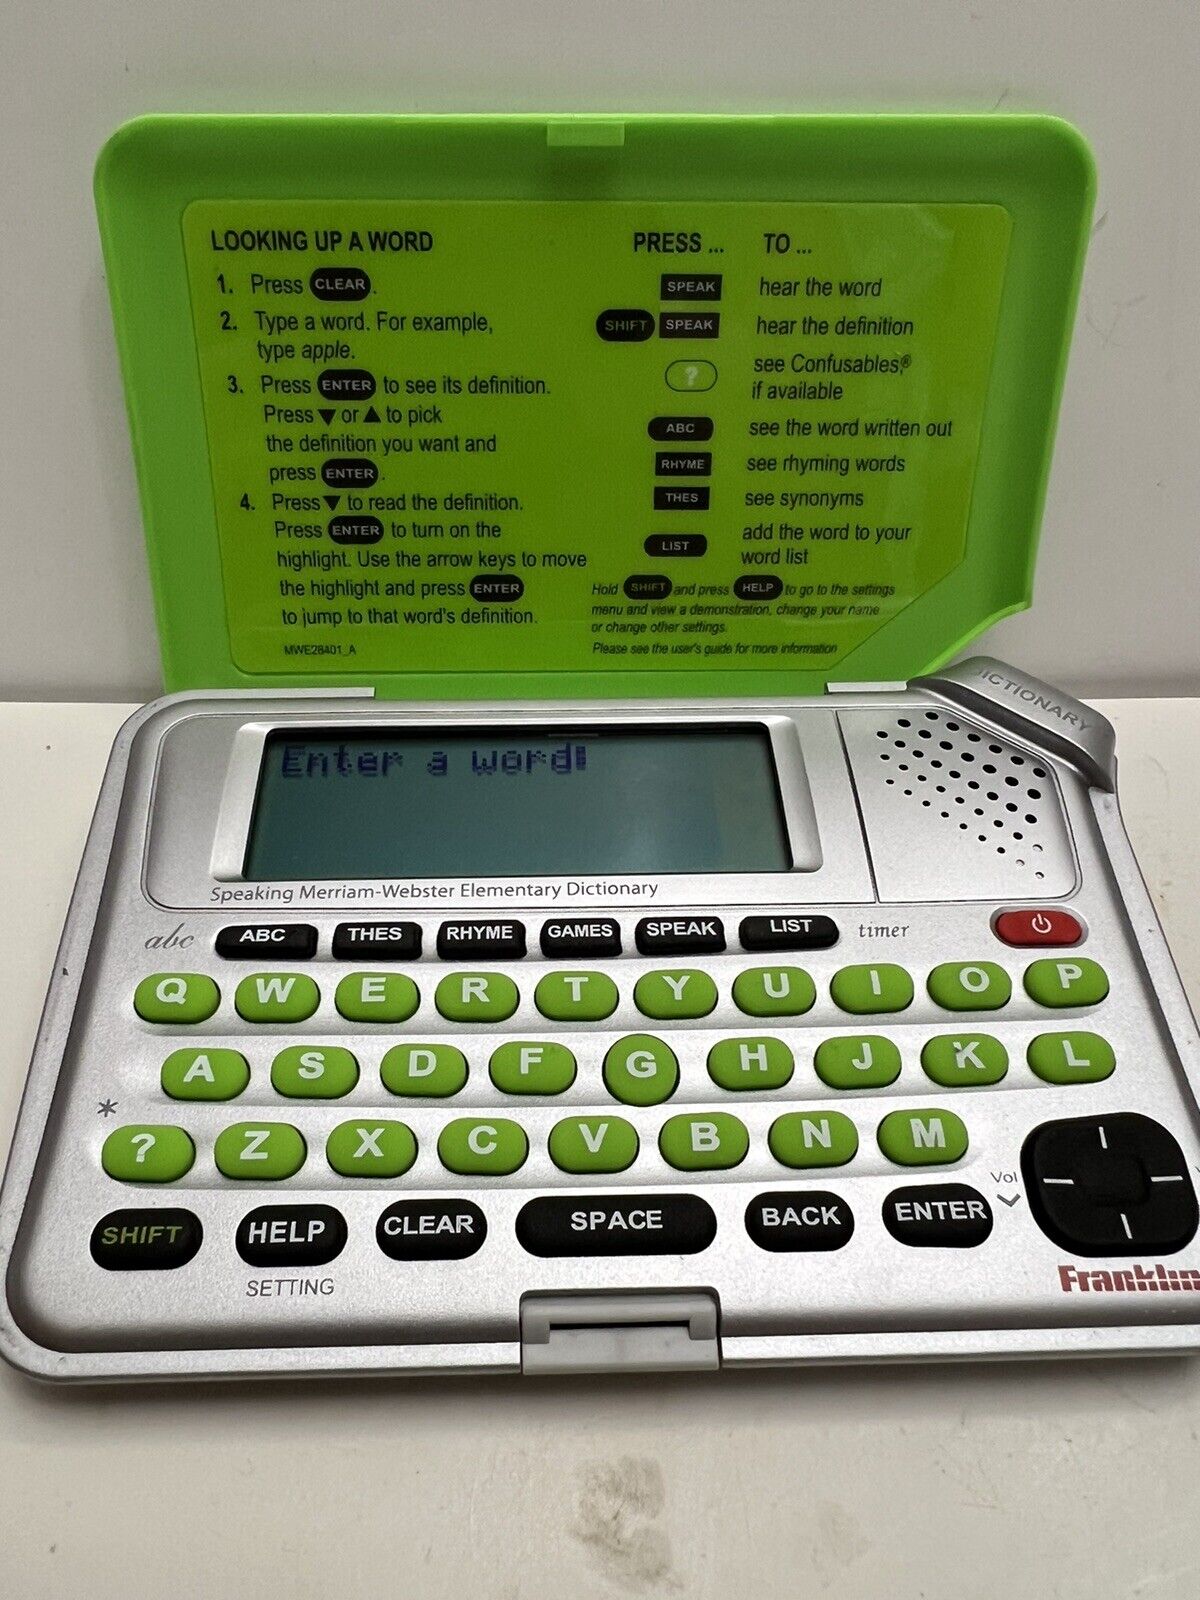 LOOKING UP A WORD
1. Press CLEAR.
2. Type a word. For example,
type apple.
3. Press ENTER to see its definition.
Press ▼ or ▲ to pick
the definition you want and
press ENTER.
4. Press ▼ to read the definition.
Press ENTER to turn on the
highlight. Use the arrow keys to move
the highlight and press ENTER
to jump to that word's definition.
MWE28401_A
PRESS ... TO ...
SPEAK hear the word
SHIFT SPEAK hear the definition
? see Confusables,®
if available
ABC see the word written out
RHYME see rhyming words
THES see synonyms
LIST add the word to your
word list
Hold SHIFT and press HELP to go to the settings
menu and view a demonstration, change your name
or change other settings.
Please see the user's guide for more information
DICTIONARY
Enter a word
Speaking Merriam-Webster Elementary Dictionary
abc ABC THES RHYME GAMES SPEAK LIST timer
Q W E R T Y U I O P
A S D F G H J K L
*
? Z X C V B N M
Vol
SHIFT HELP CLEAR SPACE BACK ENTER
SETTING
Franklin